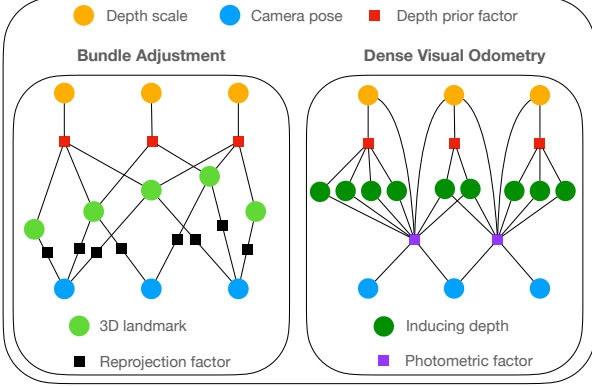 Depth scale Camera pose Depth prior factor
Bundle Adjustment Dense Visual Odometry
3D landmark Inducing depth
Reprojection factor Photometric factor